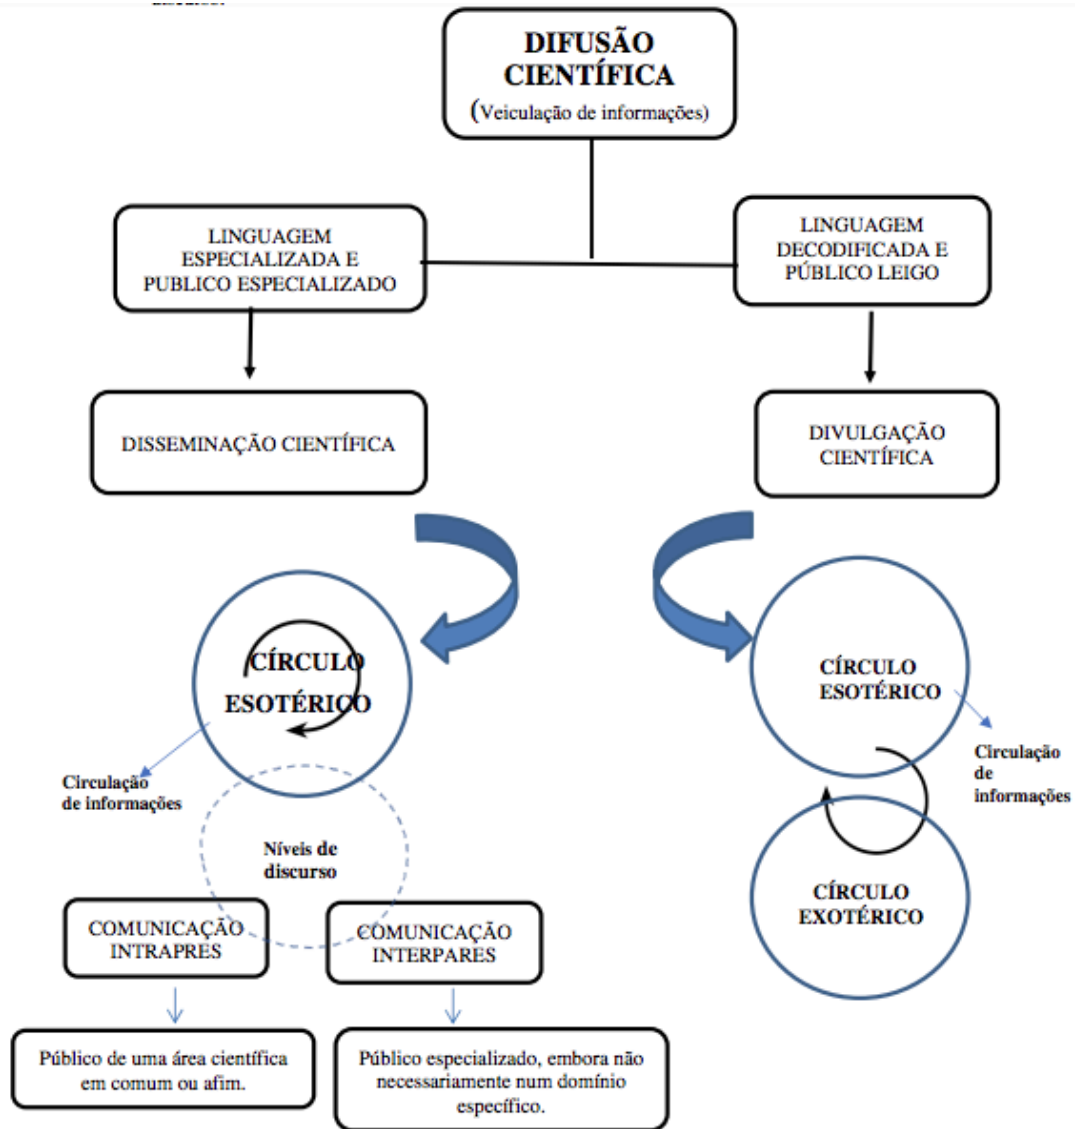 DIFUSÃO
CIENTÍFICA
(Veiculação de informações)
LINGUAGEM
ESPECIALIZADA E
PUBLICO ESPECIALIZADO
LINGUAGEM
DECODIFICADA E
PÚBLICO LEIGO
DISSEMINAÇÃO CIENTÍFICA
DIVULGAÇÃO
CIENTÍFICA
CÍRCULO
ESOTÉRICO
Circulação
de informações
CÍRCULO
ESOTÉRICO
Circulação
de
informações
Níveis de
discurso
CÍRCULO
EXOTÉRICO
COMUNICAÇÃO
INTRAPRES
COMUNICAÇÃO
INTERPARES
Público de uma área científica
em comum ou afim.
Público especializado, embora não
necessariamente num domínio
específico.